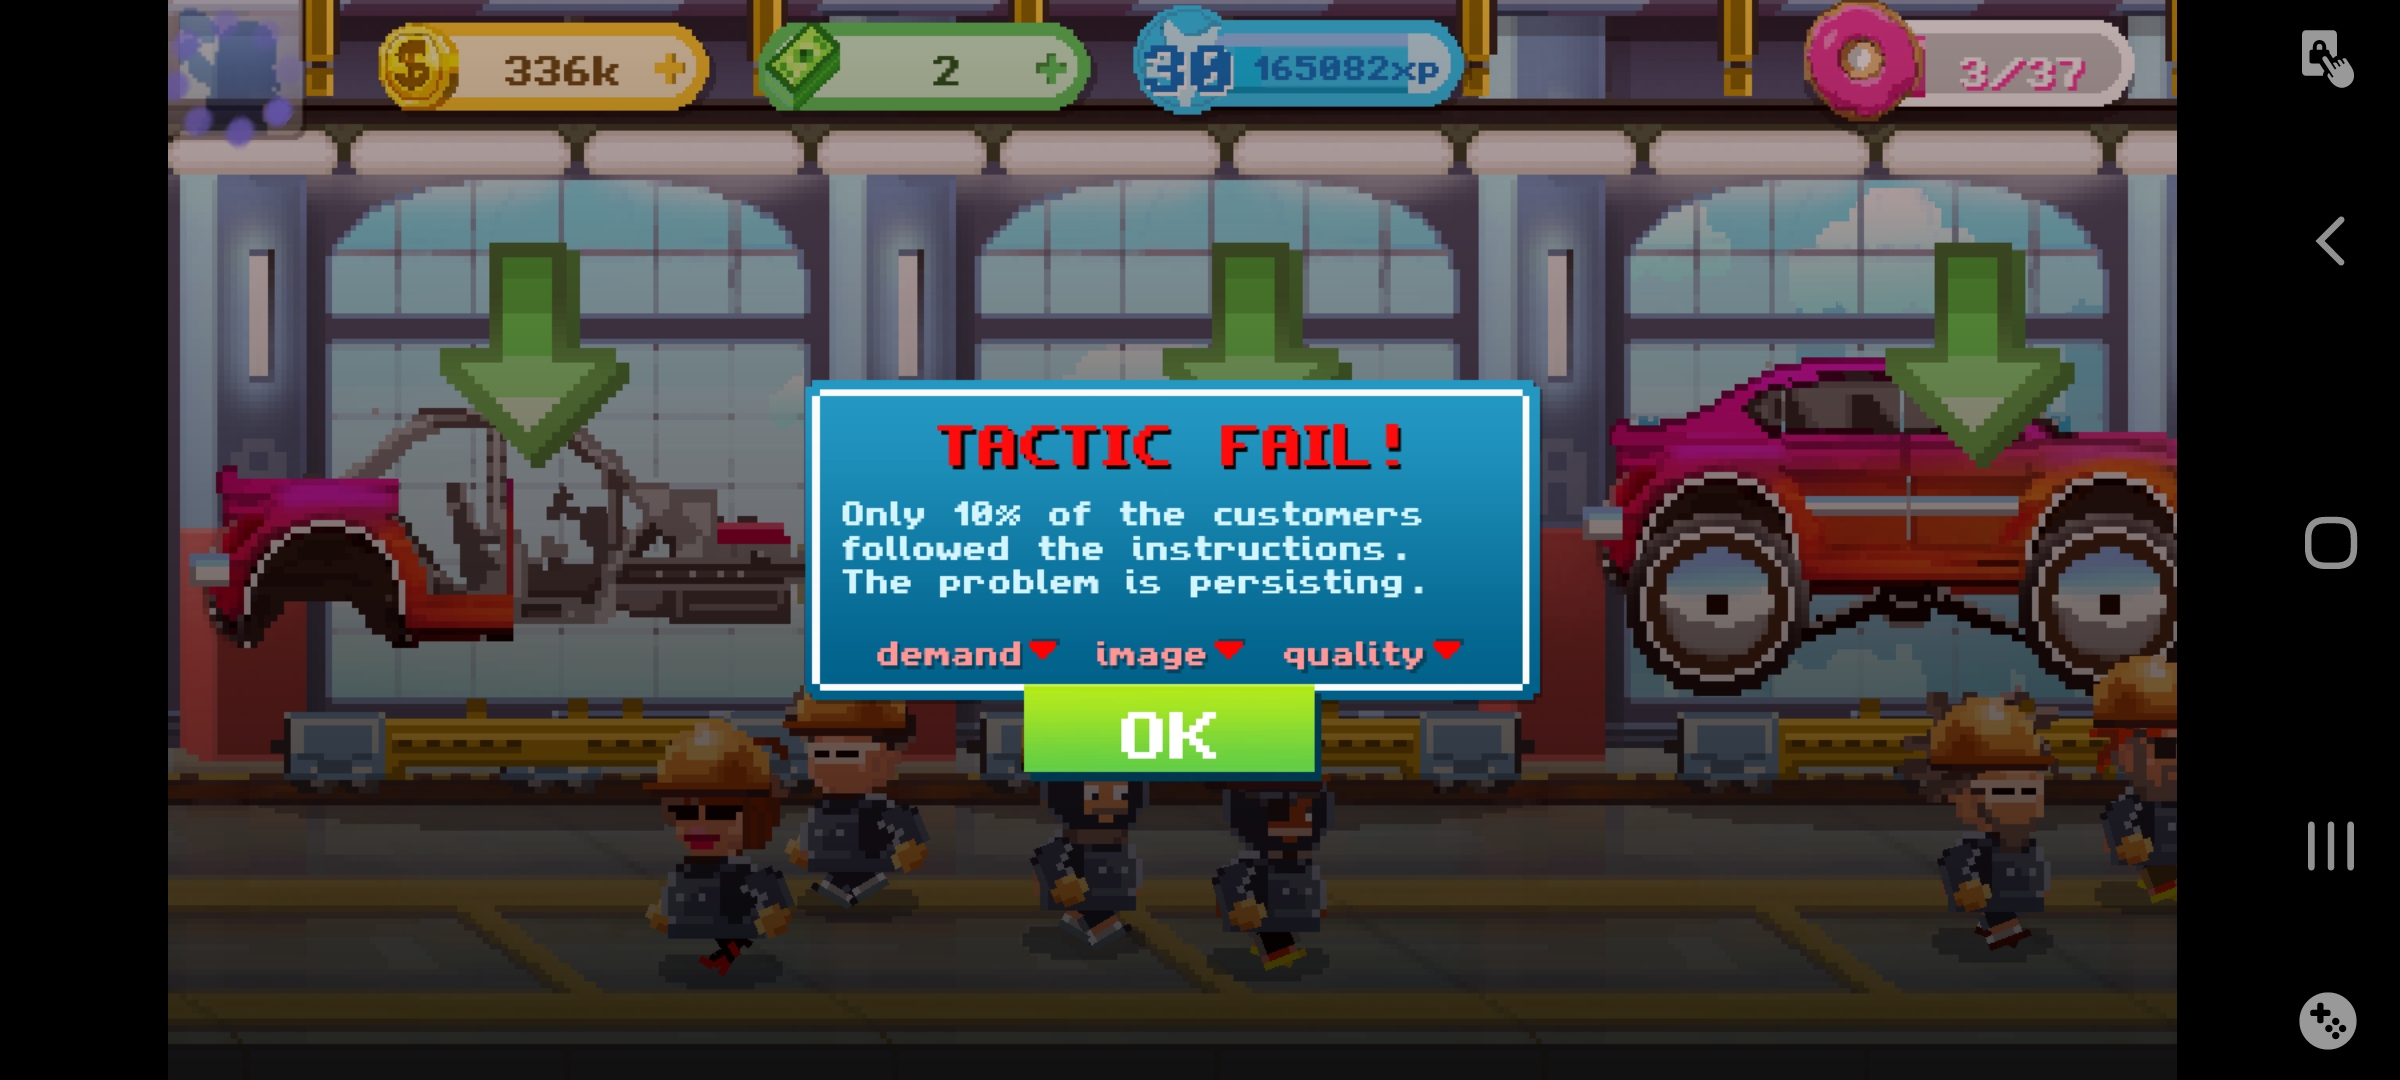 336k
2
30 165082xp
3/37
TACTIC FAIL!
Only 10% of the customers
followed the instructions.
The problem is persisting.
demand image quality
OK